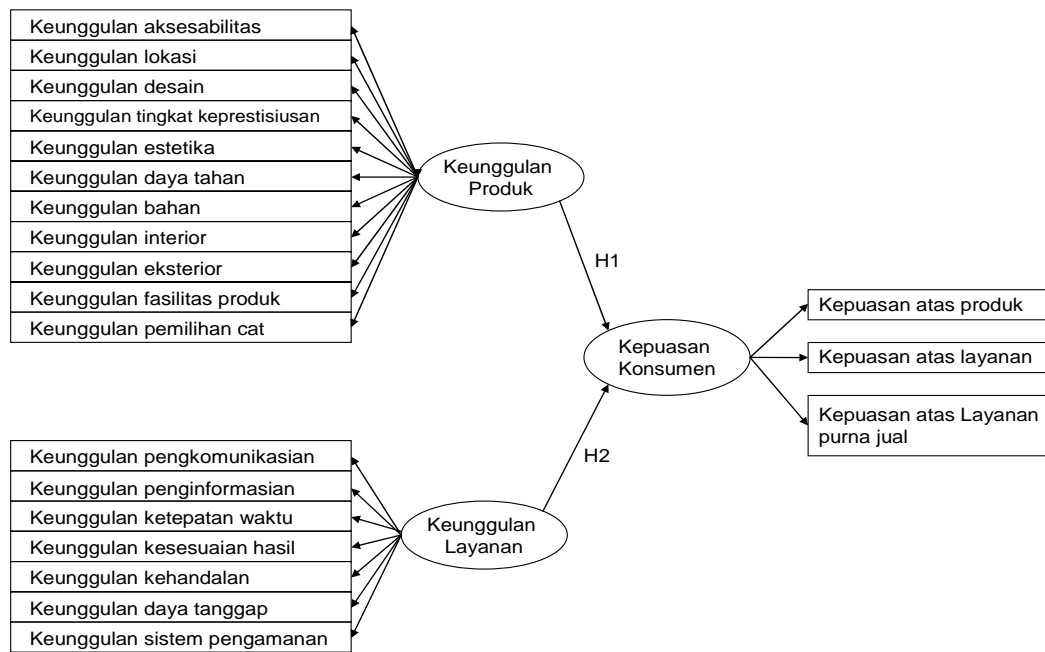 Keunggulan aksesabilitas
Keunggulan lokasi
Keunggulan desain
Keunggulan tingkat keprestisiusan
Keunggulan estetika
Keunggulan daya tahan
Keunggulan bahan
Keunggulan interior
Keunggulan eksterior
Keunggulan fasilitas produk
Keunggulan pemilihan cat
Keunggulan
Produk
H1
Kepuasan
Konsumen
Kepuasan atas produk
Kepuasan atas layanan
Kepuasan atas Layanan
purna jual
H2
Keunggulan pengkomunikasian
Keunggulan penginformasian
Keunggulan ketepatan waktu
Keunggulan kesesuaian hasil
Keunggulan kehandalan
Keunggulan daya tanggap
Keunggulan sistem pengamanan
Keunggulan
Layanan